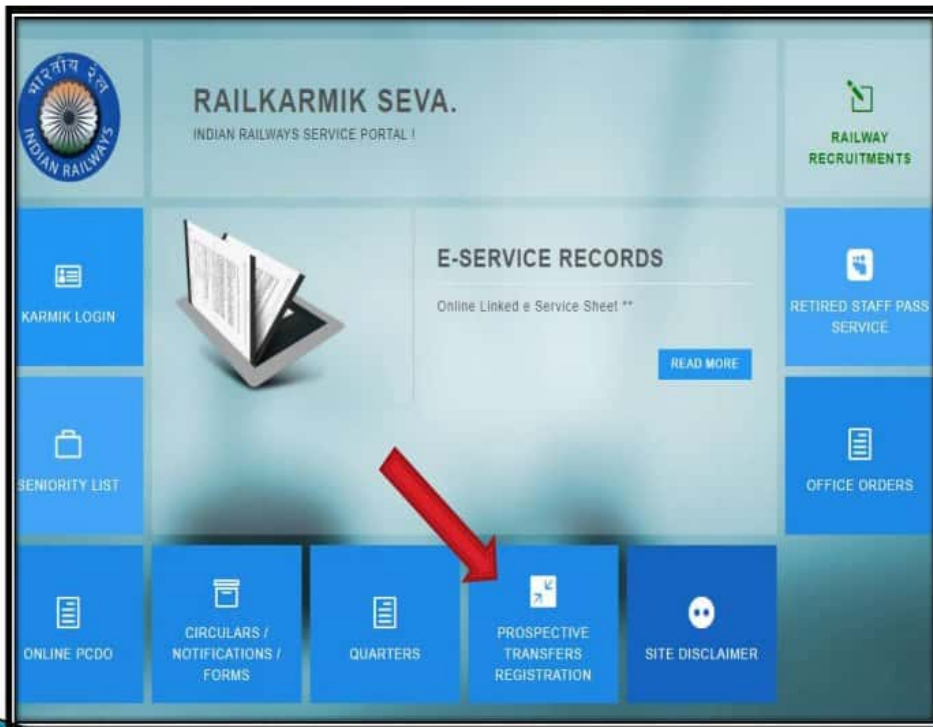 भारतीय रेल
INDIAN RAILWAYS
RAILKARMIK SEVA.
INDIAN RAILWAYS SERVICE PORTAL !
RAILWAY
RECRUITMENTS
KARMIK LOGIN
E-SERVICE RECORDS
Online Linked e Service Sheet **
READ MORE
RETIRED STAFF PASS
SERVICE
SENIORITY LIST
OFFICE ORDERS
ONLINE PCDO
CIRCULARS /
NOTIFICATIONS /
FORMS
QUARTERS
PROSPECTIVE
TRANSFERS
REGISTRATION
SITE DISCLAIMER